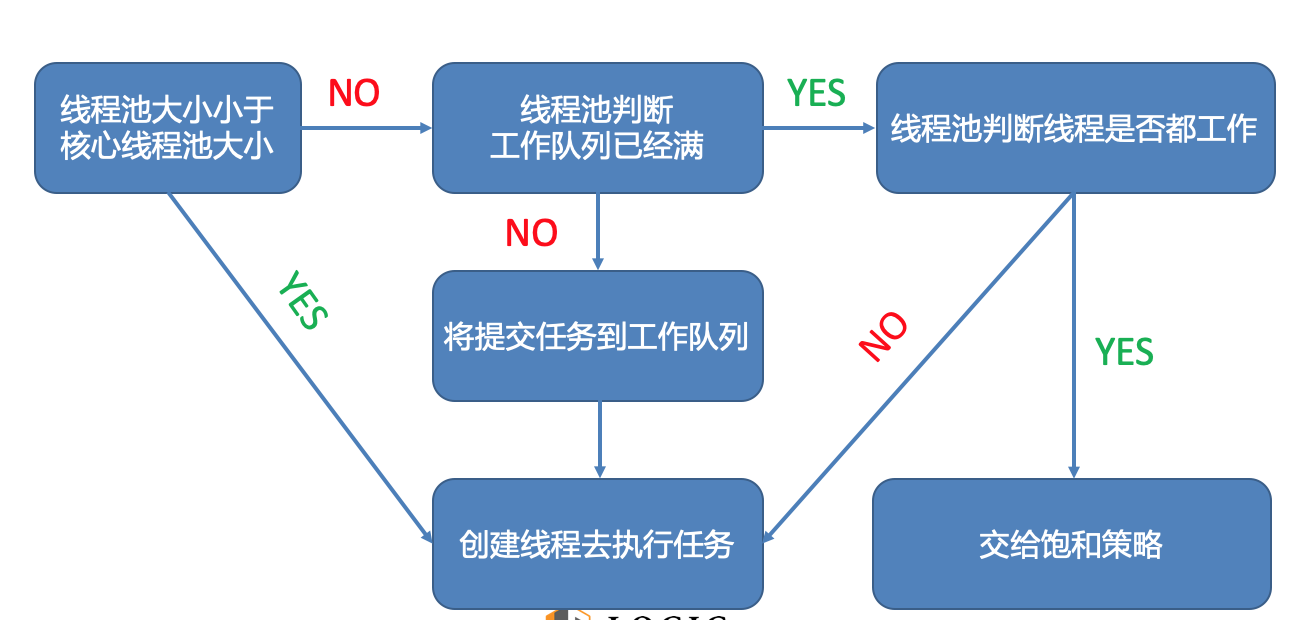 线程池大小小于
核心线程池大小
NO
线程池判断
工作队列已经满
YES
线程池判断线程是否都工作
NO
YES
将提交任务到工作队列
NO
YES
创建线程去执行任务
交给饱和策略
LOGIC